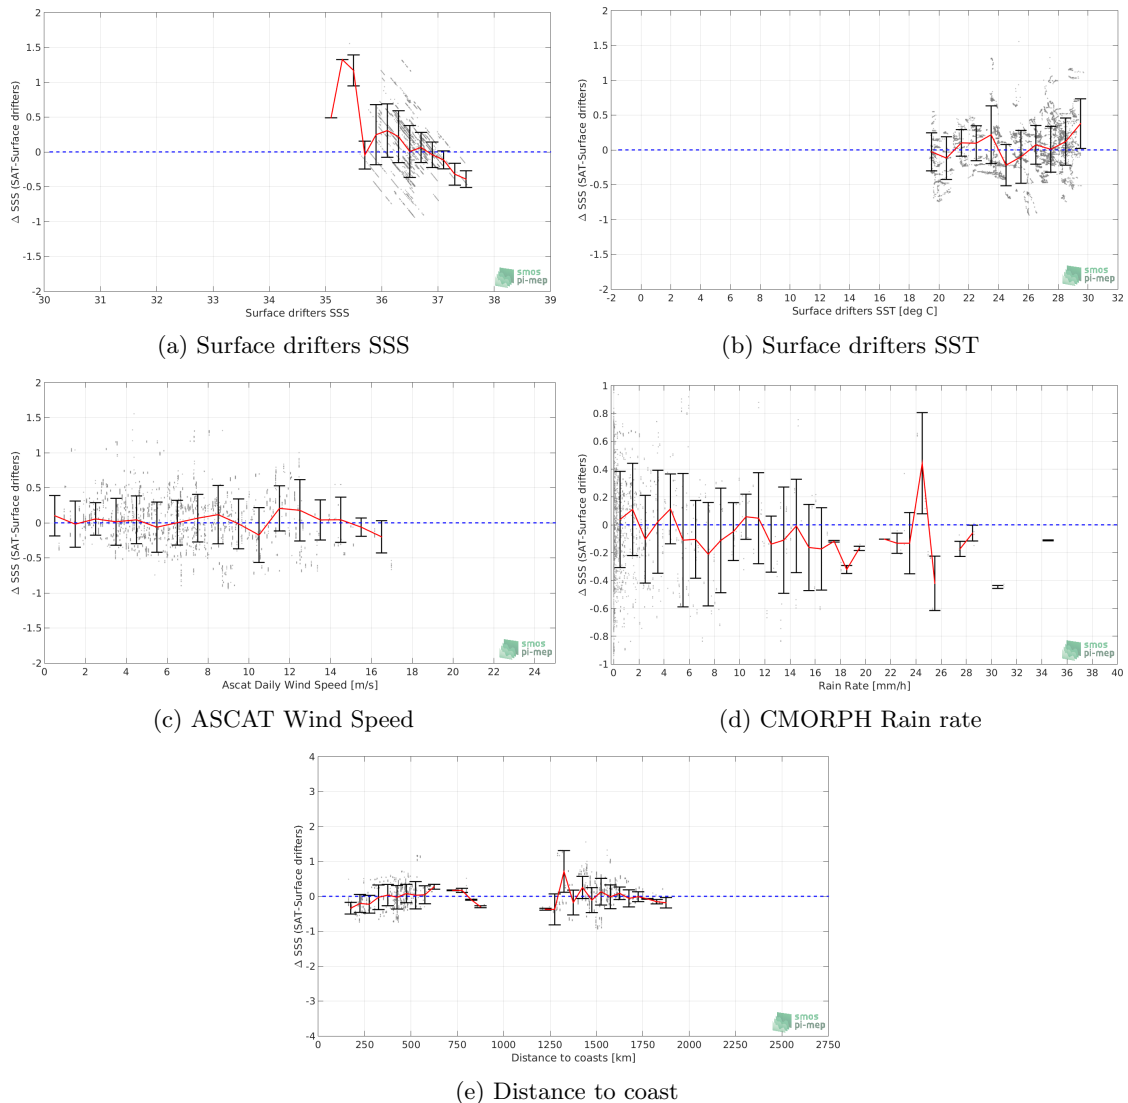 2
1.5
1
0.5
0
-0.5
-1
-1.5
-2
Δ SSS (SAT-Surface drifters)
30 31 32 33 34 35 36 37 38 39
Surface drifters SSS
smos
pi-mep
(a) Surface drifters SSS
2
1.5
1
0.5
0
-0.5
-1
-1.5
-2
Δ SSS (SAT-Surface drifters)
-2 0 2 4 6 8 10 12 14 16 18 20 22 24 26 28 30 32
Surface drifters SST [deg C]
smos
pi-mep
(b) Surface drifters SST
2
1.5
1
0.5
0
-0.5
-1
-1.5
-2
Δ SSS (SAT-Surface drifters)
0 2 4 6 8 10 12 14 16 18 20 22 24
Ascat Daily Wind Speed [m/s]
smos
pi-mep
(c) ASCAT Wind Speed
1
0.8
0.6
0.4
0.2
0
-0.2
-0.4
-0.6
-0.8
-1
Δ SSS (SAT-Surface drifters)
0 2 4 6 8 10 12 14 16 18 20 22 24 26 28 30 32 34 36 38 40
Rain Rate [mm/h]
smos
pi-mep
(d) CMORPH Rain rate
4
3
2
1
0
-1
-2
-3
-4
Δ SSS (SAT-Surface drifters)
0 250 500 750 1000 1250 1500 1750 2000 2250 2500 2750
Distance to coasts [km]
smos
pi-mep
(e) Distance to coast